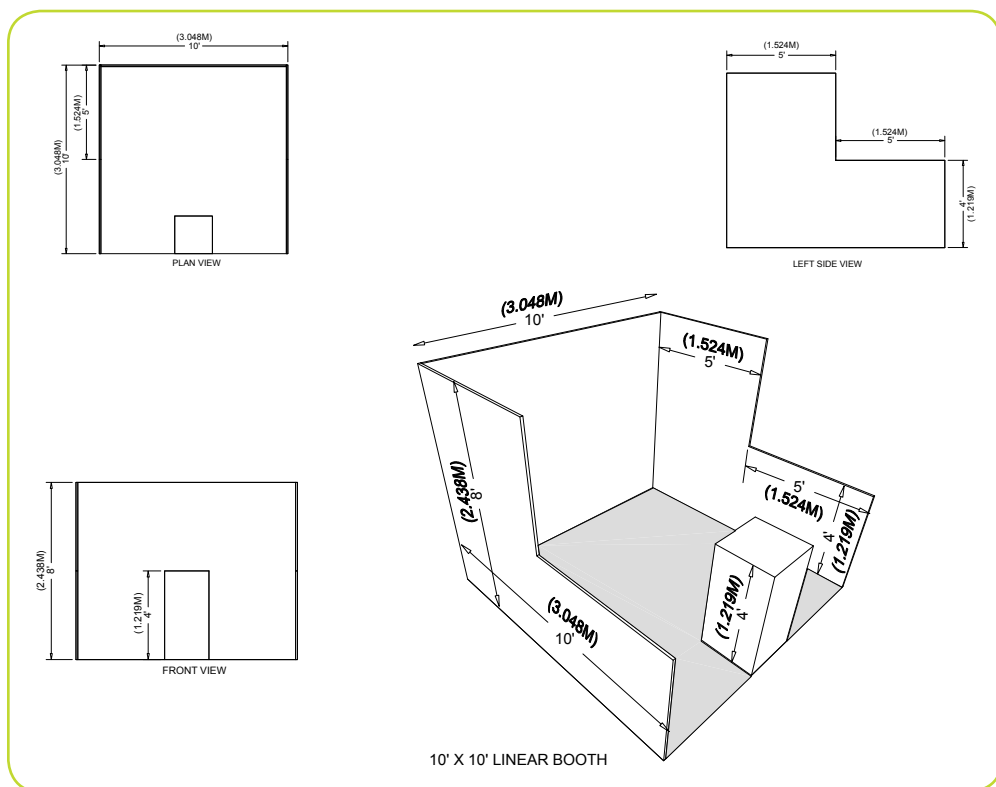 (3.048M)
10'
(1.524M)
5'
(3.048M)
10'
PLAN VIEW
(1.524M)
5'
(1.524M)
5'
4'
(1.219M)
LEFT SIDE VIEW
(3.048M)
10'
(1.524M)
5'
(2.438M)
8'
5'
(1.524M)
4'
(1.219M)
(1.219M)
4'
(3.048M)
10'
(2.438M)
8'
(1.219M)
4'
FRONT VIEW
10' X 10' LINEAR BOOTH